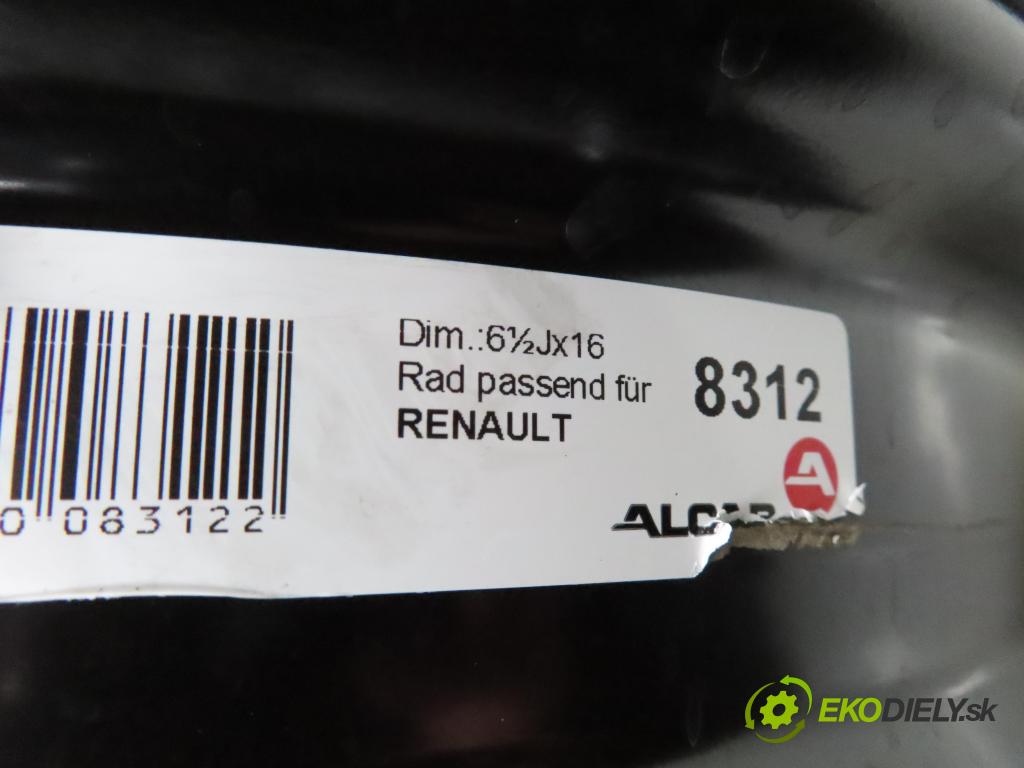 Dim.:6½Jx16
Rad passend für
RENAULT
8312
A
0 083122
EKODIELY.sk